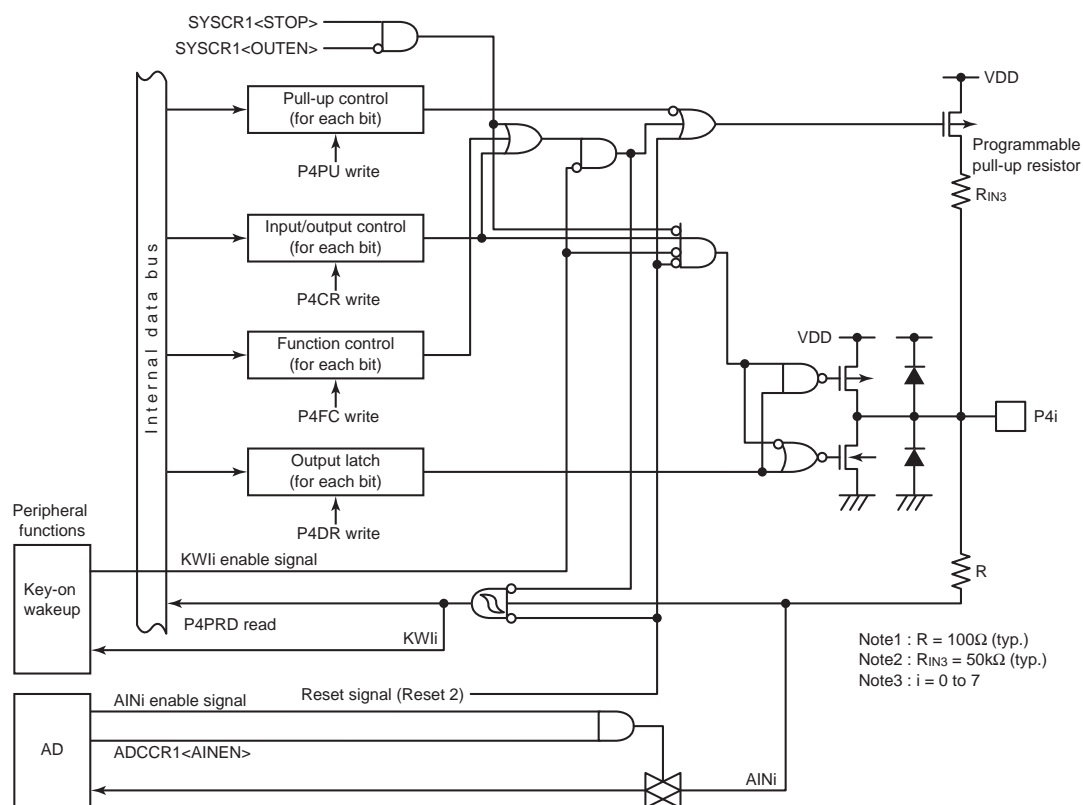 SYSCR1<STOP>
SYSCR1<OUTEN>
VDD
Pull-up control
(for each bit)
P4PU write
Programmable
pull-up resistor
RIN3
Internal data bus
Input/output control
(for each bit)
P4CR write
Function control
(for each bit)
P4FC write
VDD
P4i
Output latch
(for each bit)
P4DR write
Peripheral
functions
KWIi enable signal
Key-on
wakeup
R
P4PRD read
KWIi
Note1 : R = 100Ω (typ.)
Note2 : RIN3 = 50kΩ (typ.)
Note3 : i = 0 to 7
Reset signal (Reset 2)
AINi enable signal
AD
ADCCR1<AINEN>
AINi